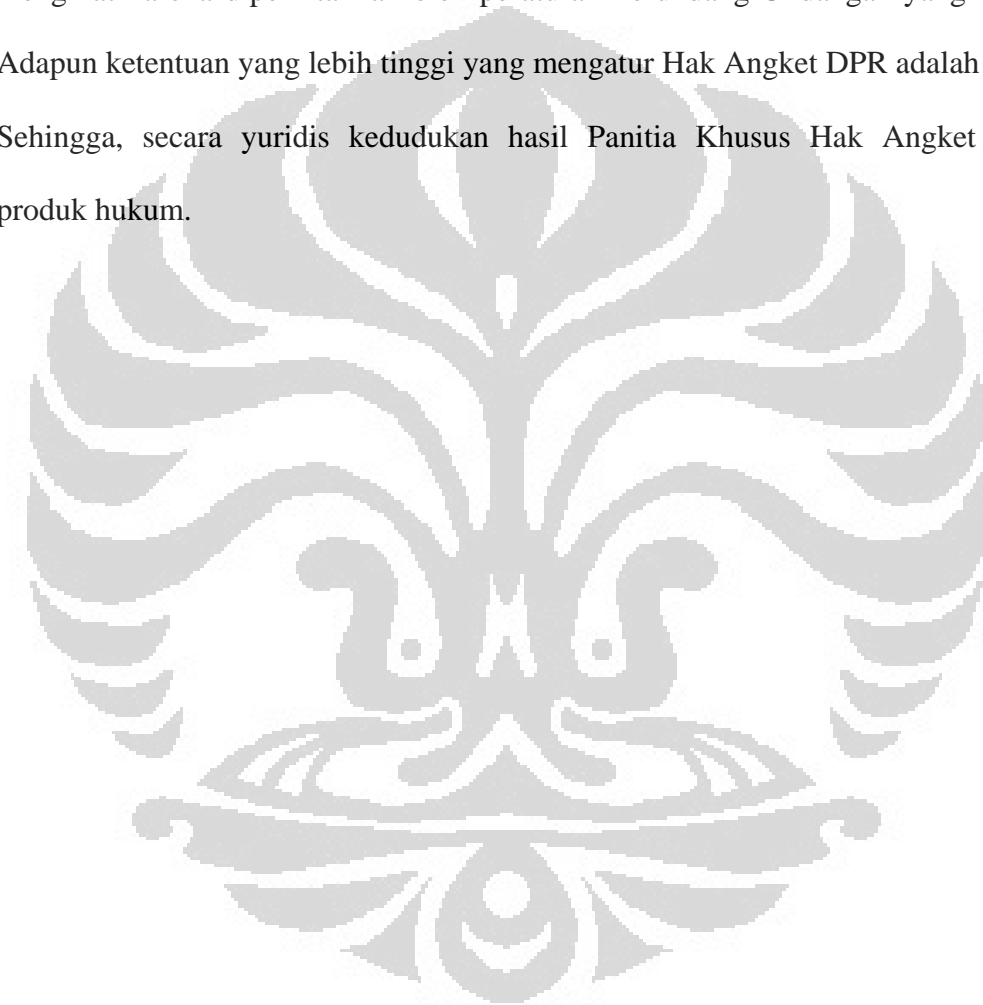 Adapun ketentuan yang lebih tinggi yang mengatur Hak Angket DPR adalah
Sehingga, secara yuridis kedudukan hasil Panitia Khusus Hak Angket
produk hukum.